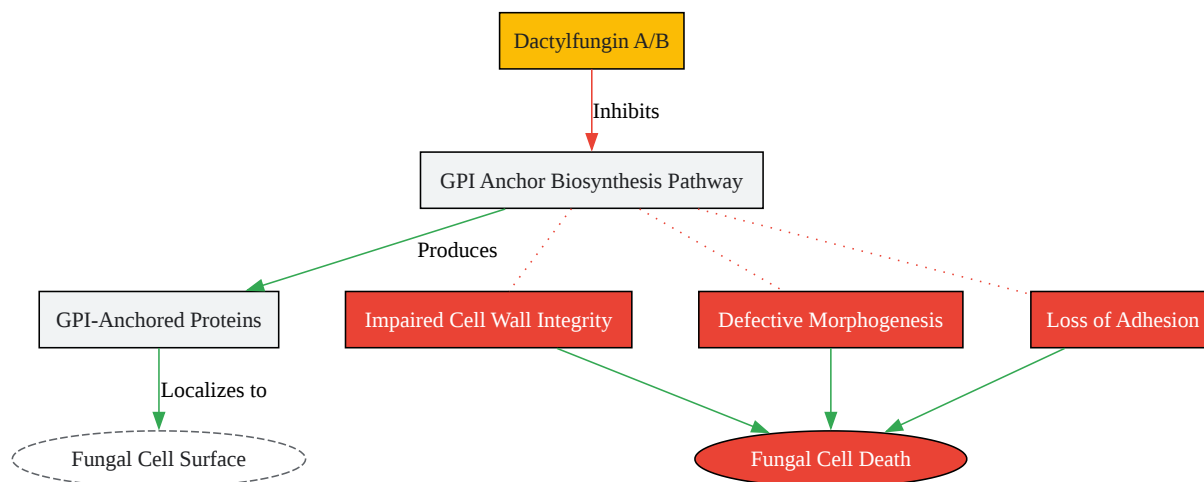 Dactylfungin A/B
Inhibits
GPI Anchor Biosynthesis Pathway
Produces
GPI-Anchored Proteins
Impaired Cell Wall Integrity
Defective Morphogenesis
Loss of Adhesion
Localizes to
Fungal Cell Surface
Fungal Cell Death